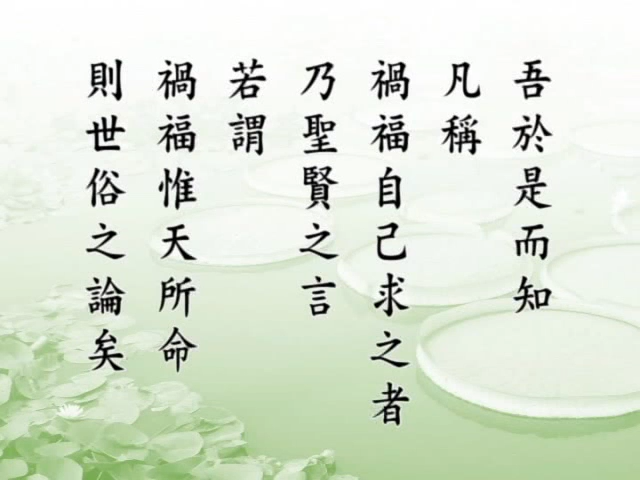 吾於是而知
凡稱
禍福自己求之者
乃聖賢之言
若謂
禍福惟天所命
則世俗之論矣